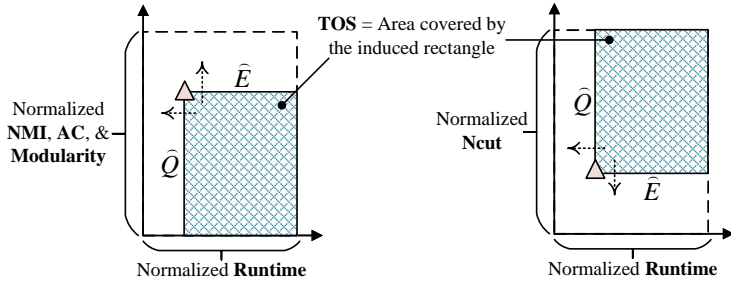 TOS = Area covered by
the induced rectangle
Normalized
NMI, AC, &
Modularity
Ê
Q̂
Normalized Runtime
Normalized
Ncut
Q̂
Ê
Normalized Runtime